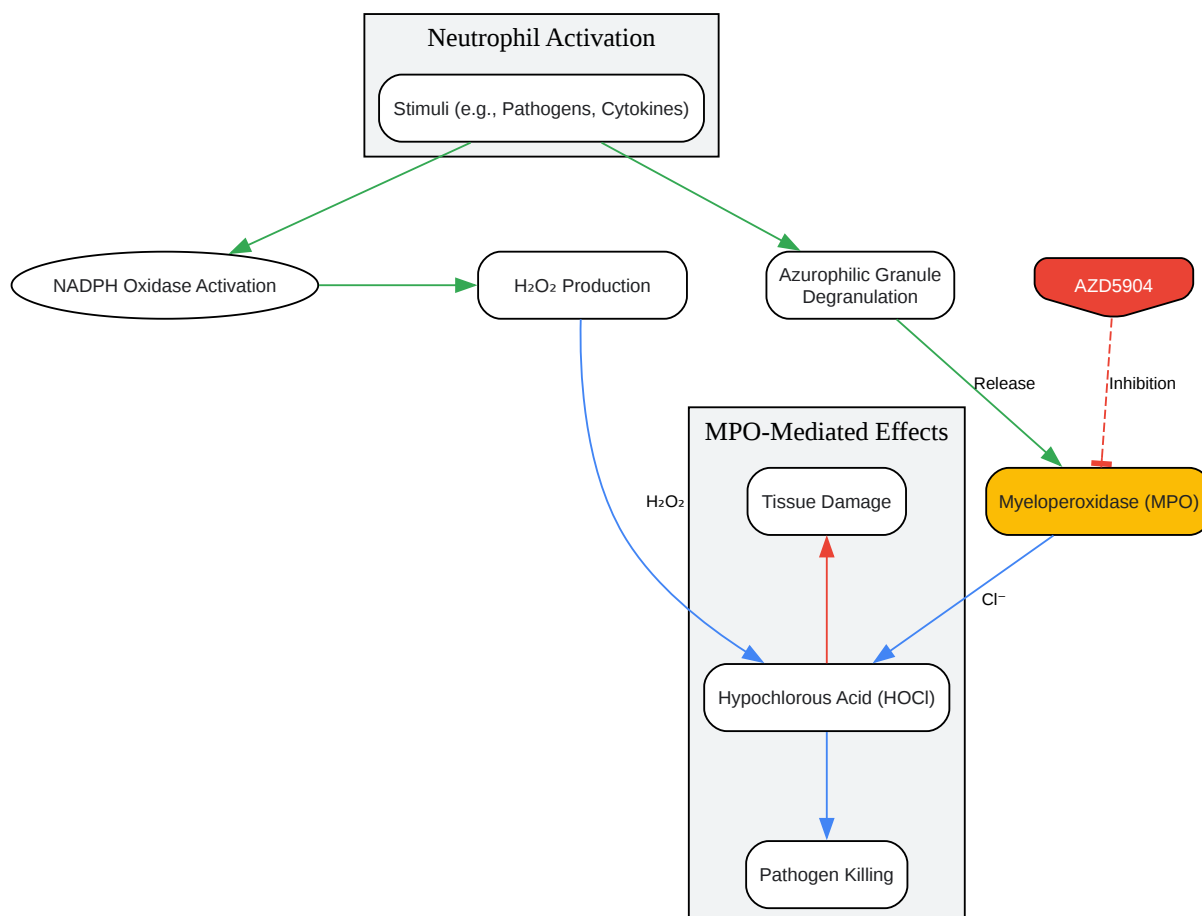 Neutrophil Activation
Stimuli (e.g., Pathogens, Cytokines)
NADPH Oxidase Activation
H₂O₂ Production
Azurophilic Granule
Degranulation
AZD5904
Release
Inhibition
MPO-Mediated Effects
H₂O₂
Tissue Damage
Myeloperoxidase (MPO)
Cl⁻
Hypochlorous Acid (HOCl)
Pathogen Killing